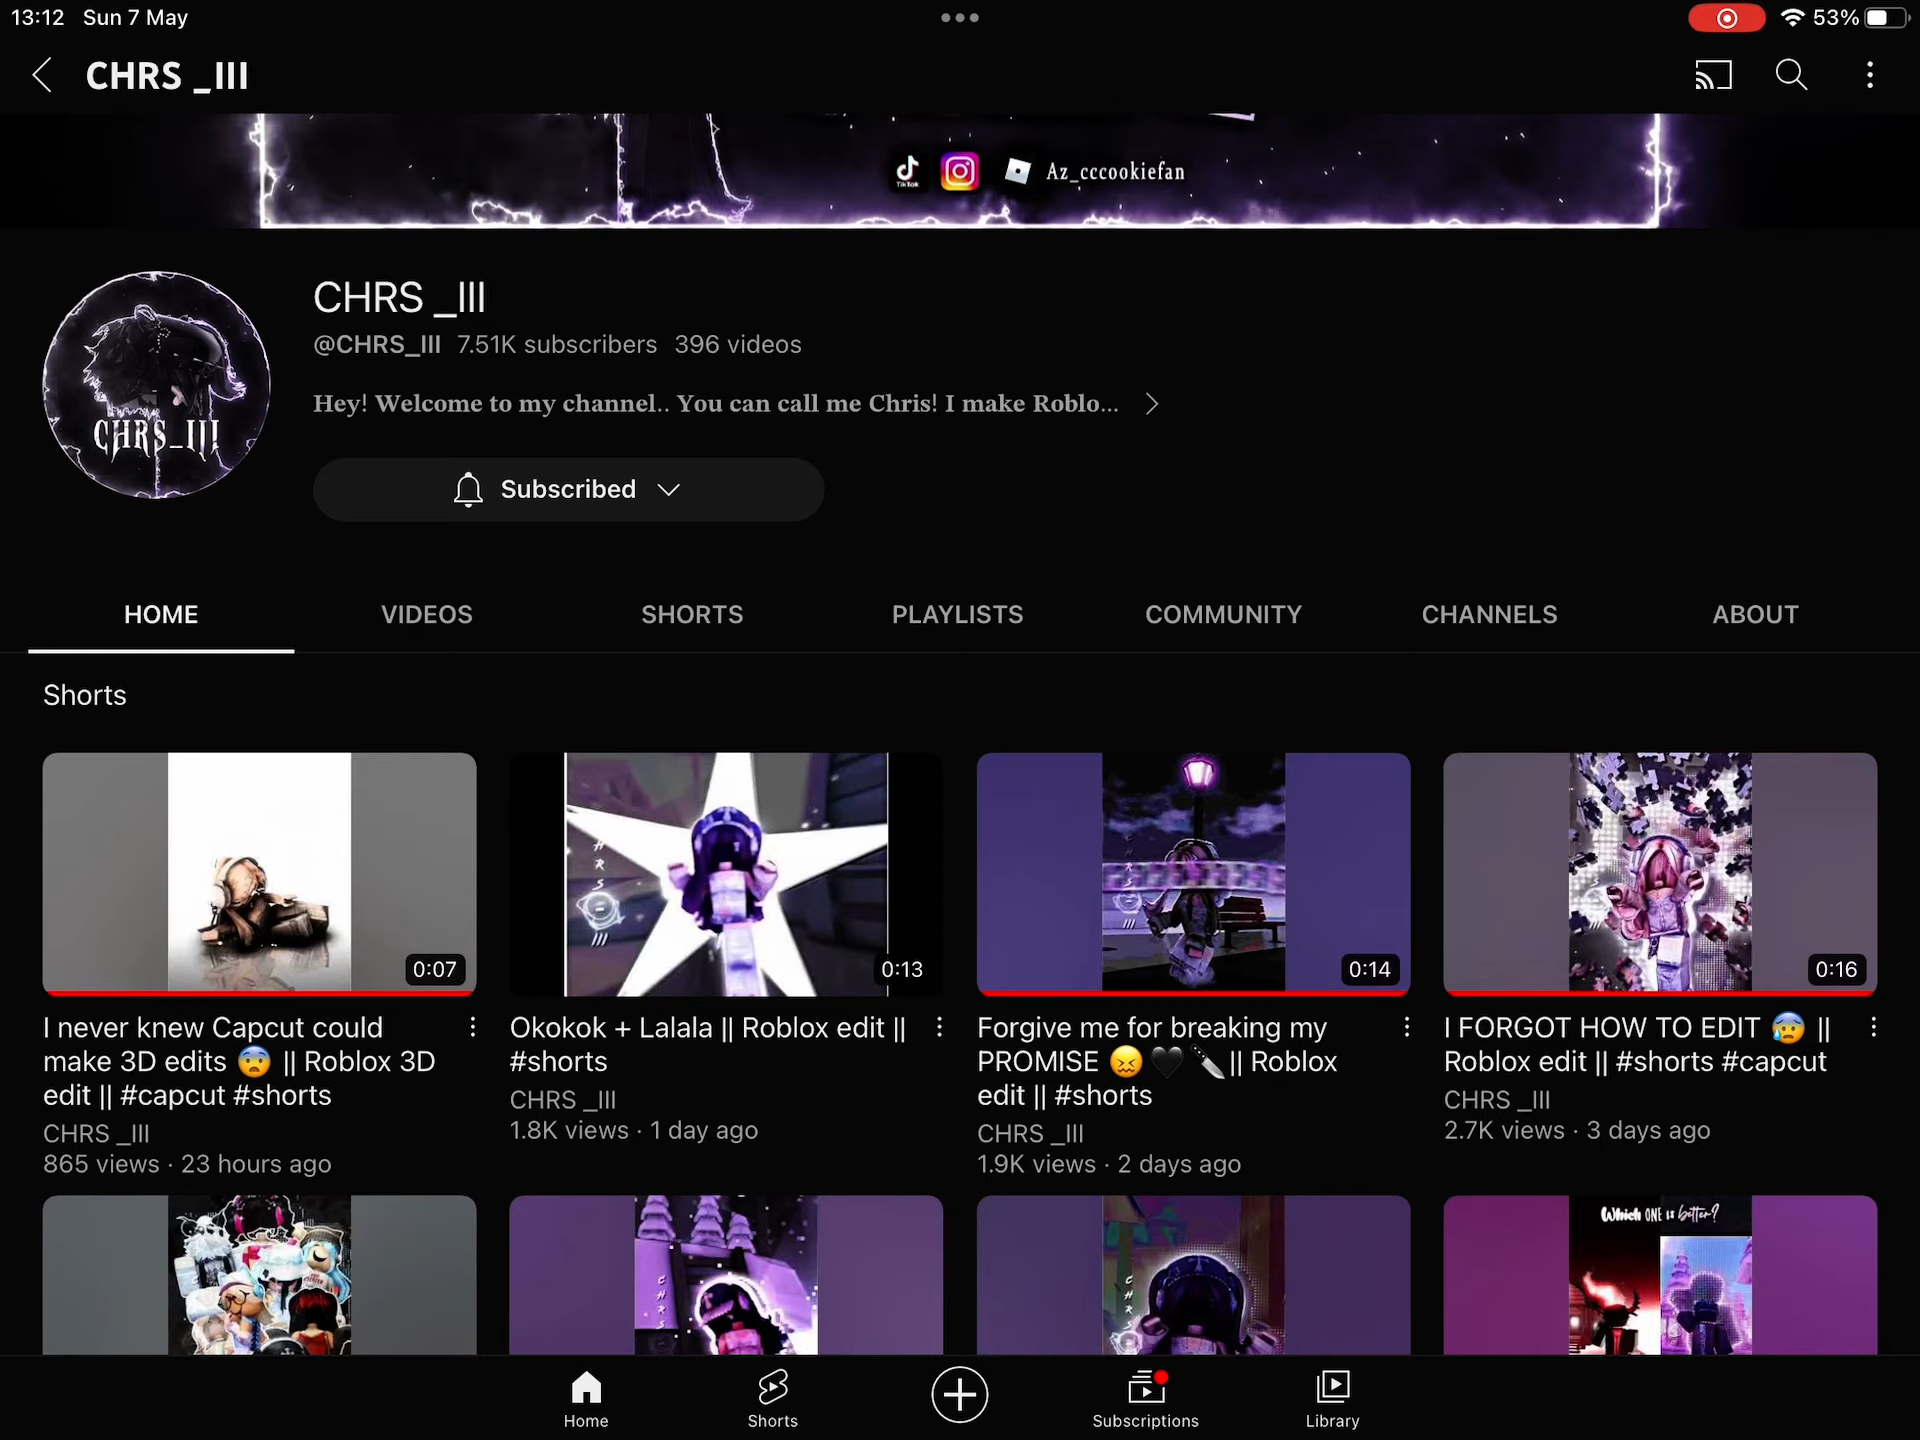 13:12 Sun 7 May
53%
CHRS _III
TikTok
Az_cccookiefan
CHRS_III
CHRS _III
@CHRS_III 7.51K subscribers 396 videos
Hey! Welcome to my channel.. You can call me Chris! I make Roblo...
Subscribed
HOME VIDEOS SHORTS PLAYLISTS COMMUNITY CHANNELS ABOUT
Shorts
0:07
I never knew Capcut could
make 3D edits 😨 || Roblox 3D
edit || #capcut #shorts
CHRS _III
865 views · 23 hours ago
H
R
S
III
0:13
Okokok + Lalala || Roblox edit ||
#shorts
CHRS _III
1.8K views · 1 day ago
0:14
Forgive me for breaking my
PROMISE 😖🖤🔪|| Roblox
edit || #shorts
CHRS _III
1.9K views · 2 days ago
0:16
I FORGOT HOW TO EDIT 😰 ||
Roblox edit || #shorts #capcut
CHRS _III
2.7K views · 3 days ago
C
H
R
S
C
H
R
S
Which ONE is better?
Home
Shorts
Subscriptions
Library